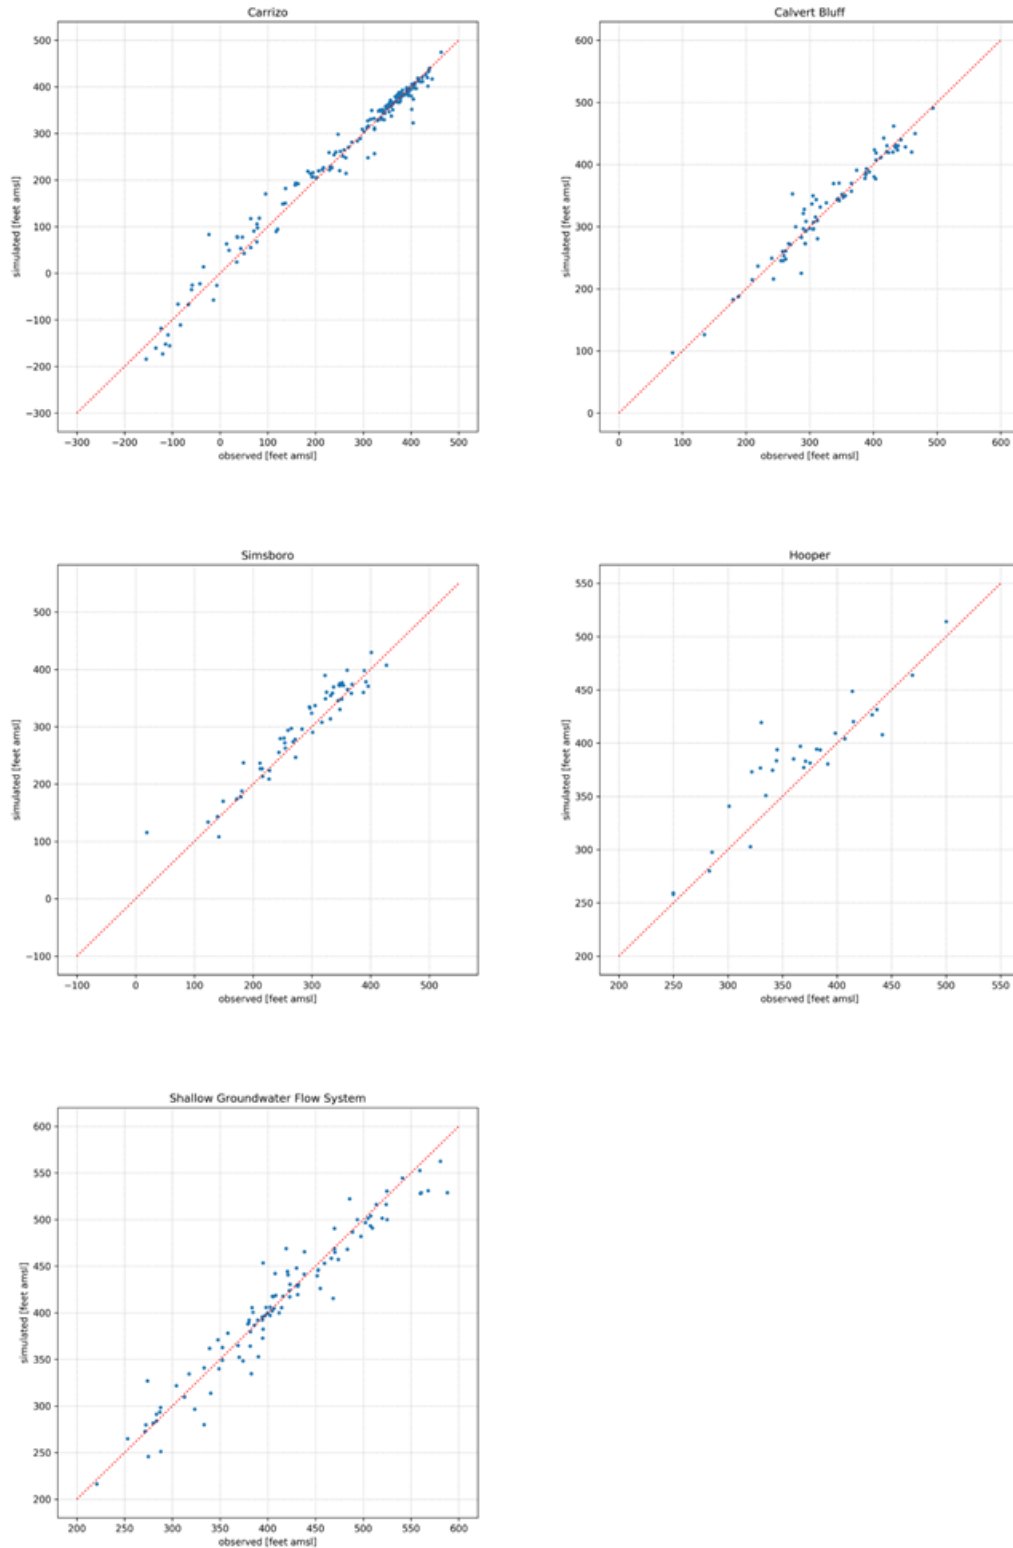 Carrizo
500
400
300
200
100
0
−100
−200
−300
simulated [feet amsl]
−300 −200 −100 0 100 200 300 400 500
observed [feet amsl]
Calvert Bluff
600
500
400
300
200
100
0
simulated [feet amsl]
0 100 200 300 400 500 600
observed [feet amsl]
Simsboro
500
400
300
200
100
0
−100
simulated [feet amsl]
−100 0 100 200 300 400 500
observed [feet amsl]
Hooper
550
500
450
400
350
300
250
200
simulated [feet amsl]
200 250 300 350 400 450 500 550
observed [feet amsl]
Shallow Groundwater Flow System
600
550
500
450
400
350
300
250
200
simulated [feet amsl]
200 250 300 350 400 450 500 550 600
observed [feet amsl]